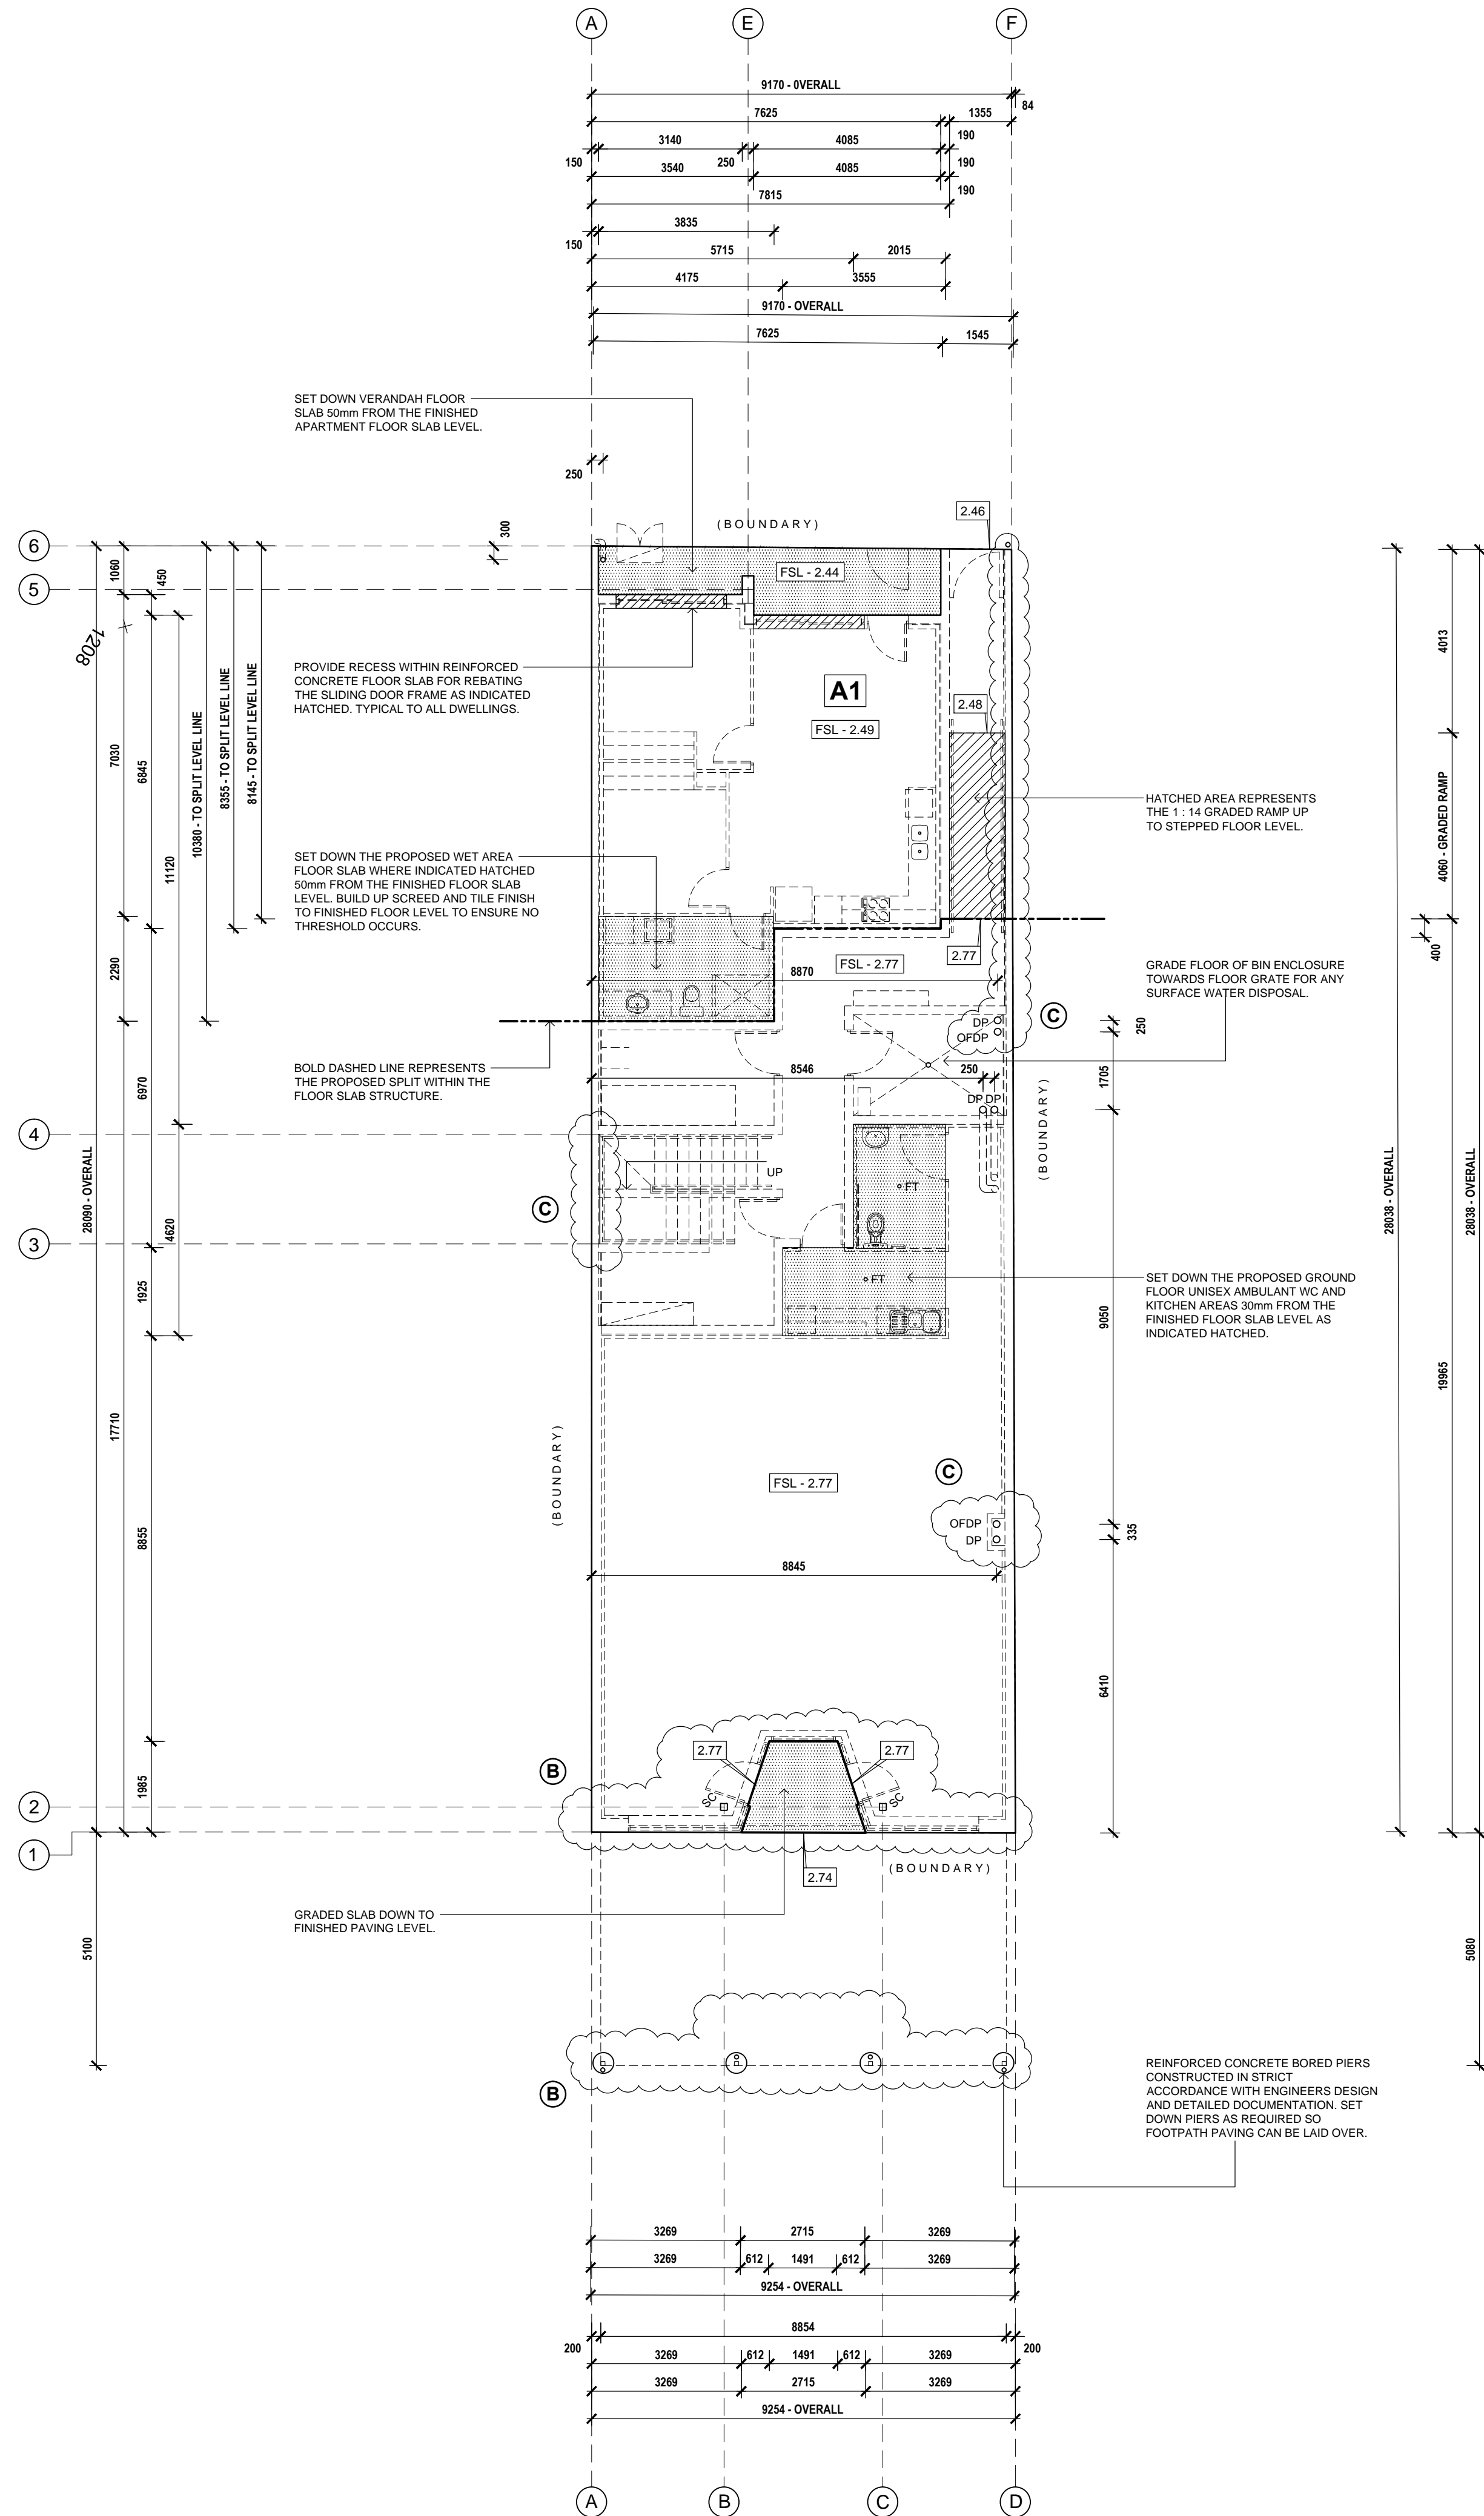 A
E
F
9170 - 0VERALL
84
7625
1355
3140
4085
190
150
250
190
3540
4085
190
7815
3835
150
5715
2015
4175
3555
9170 - OVERALL
7625
1545
SET DOWN VERANDAH FLOOR
SLAB 50mm FROM THE FINISHED
APARTMENT FLOOR SLAB LEVEL.
250
300
(BOUNDARY)
2.46
6
5
1060
450
FSL - 2.44
1208
PROVIDE RECESS WITHIN REINFORCED
CONCRETE FLOOR SLAB FOR REBATING
THE SLIDING DOOR FRAME AS INDICATED
HATCHED. TYPICAL TO ALL DWELLINGS.
A1
FSL - 2.49
2.48
4013
7030
6845
11120
10380 - TO SPLIT LEVEL LINE
8355 - TO SPLIT LEVEL LINE
8145 - TO SPLIT LEVEL LINE
HATCHED AREA REPRESENTS
THE 1 : 14 GRADED RAMP UP
TO STEPPED FLOOR LEVEL.
4060 - GRADED RAMP
SET DOWN THE PROPOSED WET AREA
FLOOR SLAB WHERE INDICATED HATCHED
50mm FROM THE FINISHED FLOOR SLAB
LEVEL. BUILD UP SCREED AND TILE FINISH
TO FINISHED FLOOR LEVEL TO ENSURE NO
THRESHOLD OCCURS.
2290
FSL - 2.77
2.77
400
8870
GRADE FLOOR OF BIN ENCLOSURE
TOWARDS FLOOR GRATE FOR ANY
SURFACE WATER DISPOSAL.
C
DP
OFDP
250
BOLD DASHED LINE REPRESENTS
THE PROPOSED SPLIT WITHIN THE
FLOOR SLAB STRUCTURE.
8546
250
DP DP
1705
6970
(BOUNDARY)
4
28090 - OVERALL
28038 - OVERALL
28038 - OVERALL
UP
FT
C
4620
3
1925
FT
SET DOWN THE PROPOSED GROUND
FLOOR UNISEX AMBULANT WC AND
KITCHEN AREAS 30mm FROM THE
FINISHED FLOOR SLAB LEVEL AS
INDICATED HATCHED.
9050
19965
17710
(BOUNDARY)
FSL - 2.77
C
OFDP
DP
335
8855
8845
6410
2.77
2.77
B
1985
SC
SC
2
1
(BOUNDARY)
2.74
GRADED SLAB DOWN TO
FINISHED PAVING LEVEL.
5100
5080
B
REINFORCED CONCRETE BORED PIERS
CONSTRUCTED IN STRICT
ACCORDANCE WITH ENGINEERS DESIGN
AND DETAILED DOCUMENTATION. SET
DOWN PIERS AS REQUIRED SO
FOOTPATH PAVING CAN BE LAID OVER.
3269
2715
3269
3269
612
1491
612
3269
9254 - OVERALL
8854
200
200
3269
612
1491
612
3269
3269
2715
3269
9254 - OVERALL
A
B
C
D